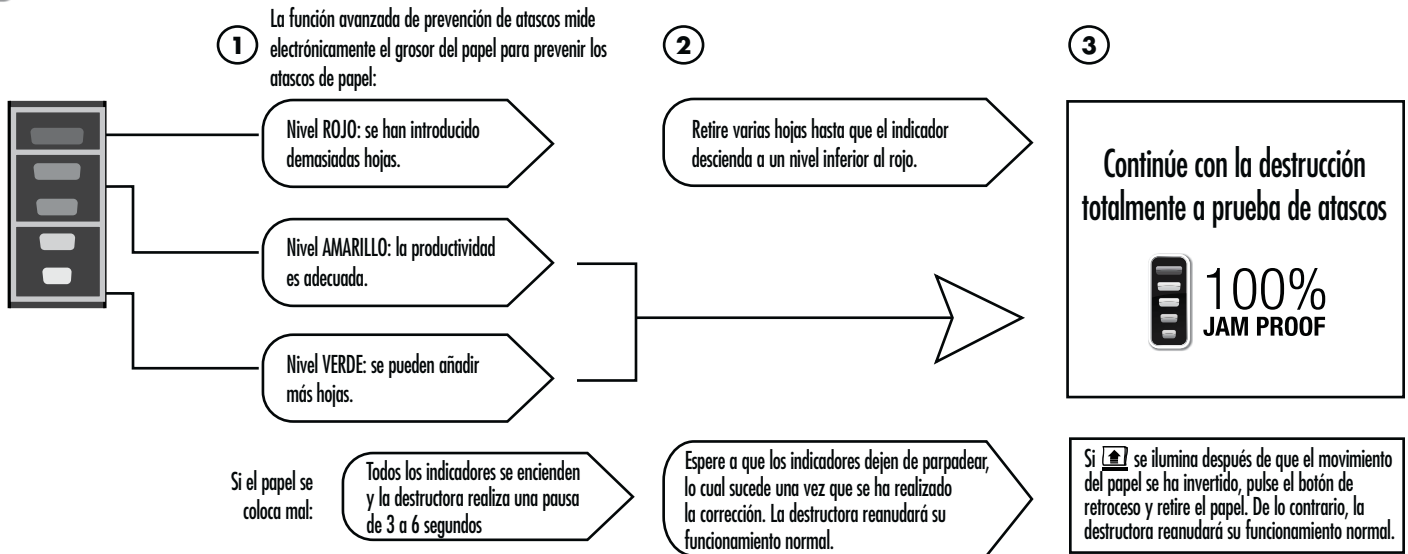 1
La función avanzada de prevención de atascos mide
electrónicamente el grosor del papel para prevenir los
atascos de papel:
2
3
Nivel ROJO: se han introducido
demasiadas hojas.
Retire varias hojas hasta que el indicador
descienda a un nivel inferior al rojo.
Nivel AMARILLO: la productividad
es adecuada.
Nivel VERDE: se pueden añadir
más hojas.
Continúe con la destrucción
totalmente a prueba de atascos
100%
JAM PROOF
Si el papel se
coloca mal:
Todos los indicadores se encienden
y la destructora realiza una pausa
de 3 a 6 segundos
Espere a que los indicadores dejen de parpadear,
lo cual sucede una vez que se ha realizado
la corrección. La destructora reanudará su
funcionamiento normal.
Si se ilumina después de que el movimiento
del papel se ha invertido, pulse el botón de
retroceso y retire el papel. De lo contrario, la
destructora reanudará su funcionamiento normal.